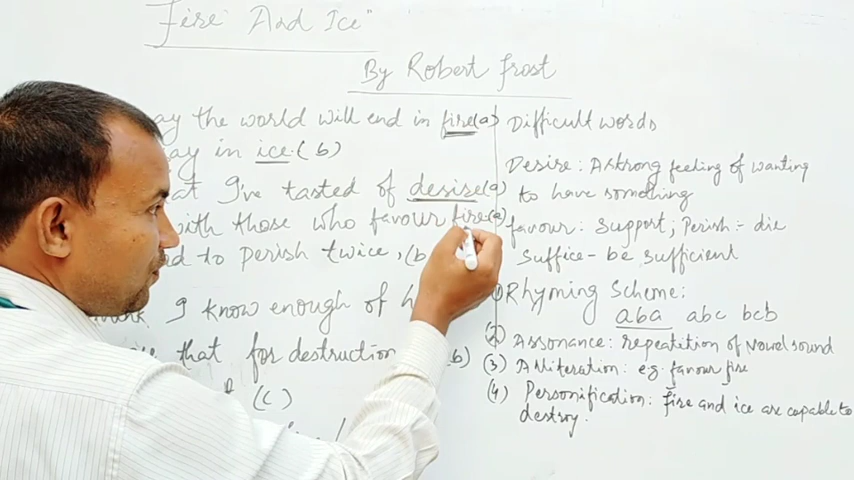 "Fire And Ice"
By Robert Frost
ay the world will end in fire(a)
ay in ice.(b)
at I've tasted of desire(a)
with those who favour fire.(a)
d to perish twice,(b
I know enough of h
that for destruction b)
(c)
Difficult words
Desire: A strong feeling of wanting
to have something
favour: Support; Perish:- die
Suffice- be sufficient
Rhyming Scheme:
aba abc bcb
(2) Assonance: repeatition of vowel sound
(3) Alliteration: e.g. favour fire
(4) Personification: fire and ice are capable to
destroy.